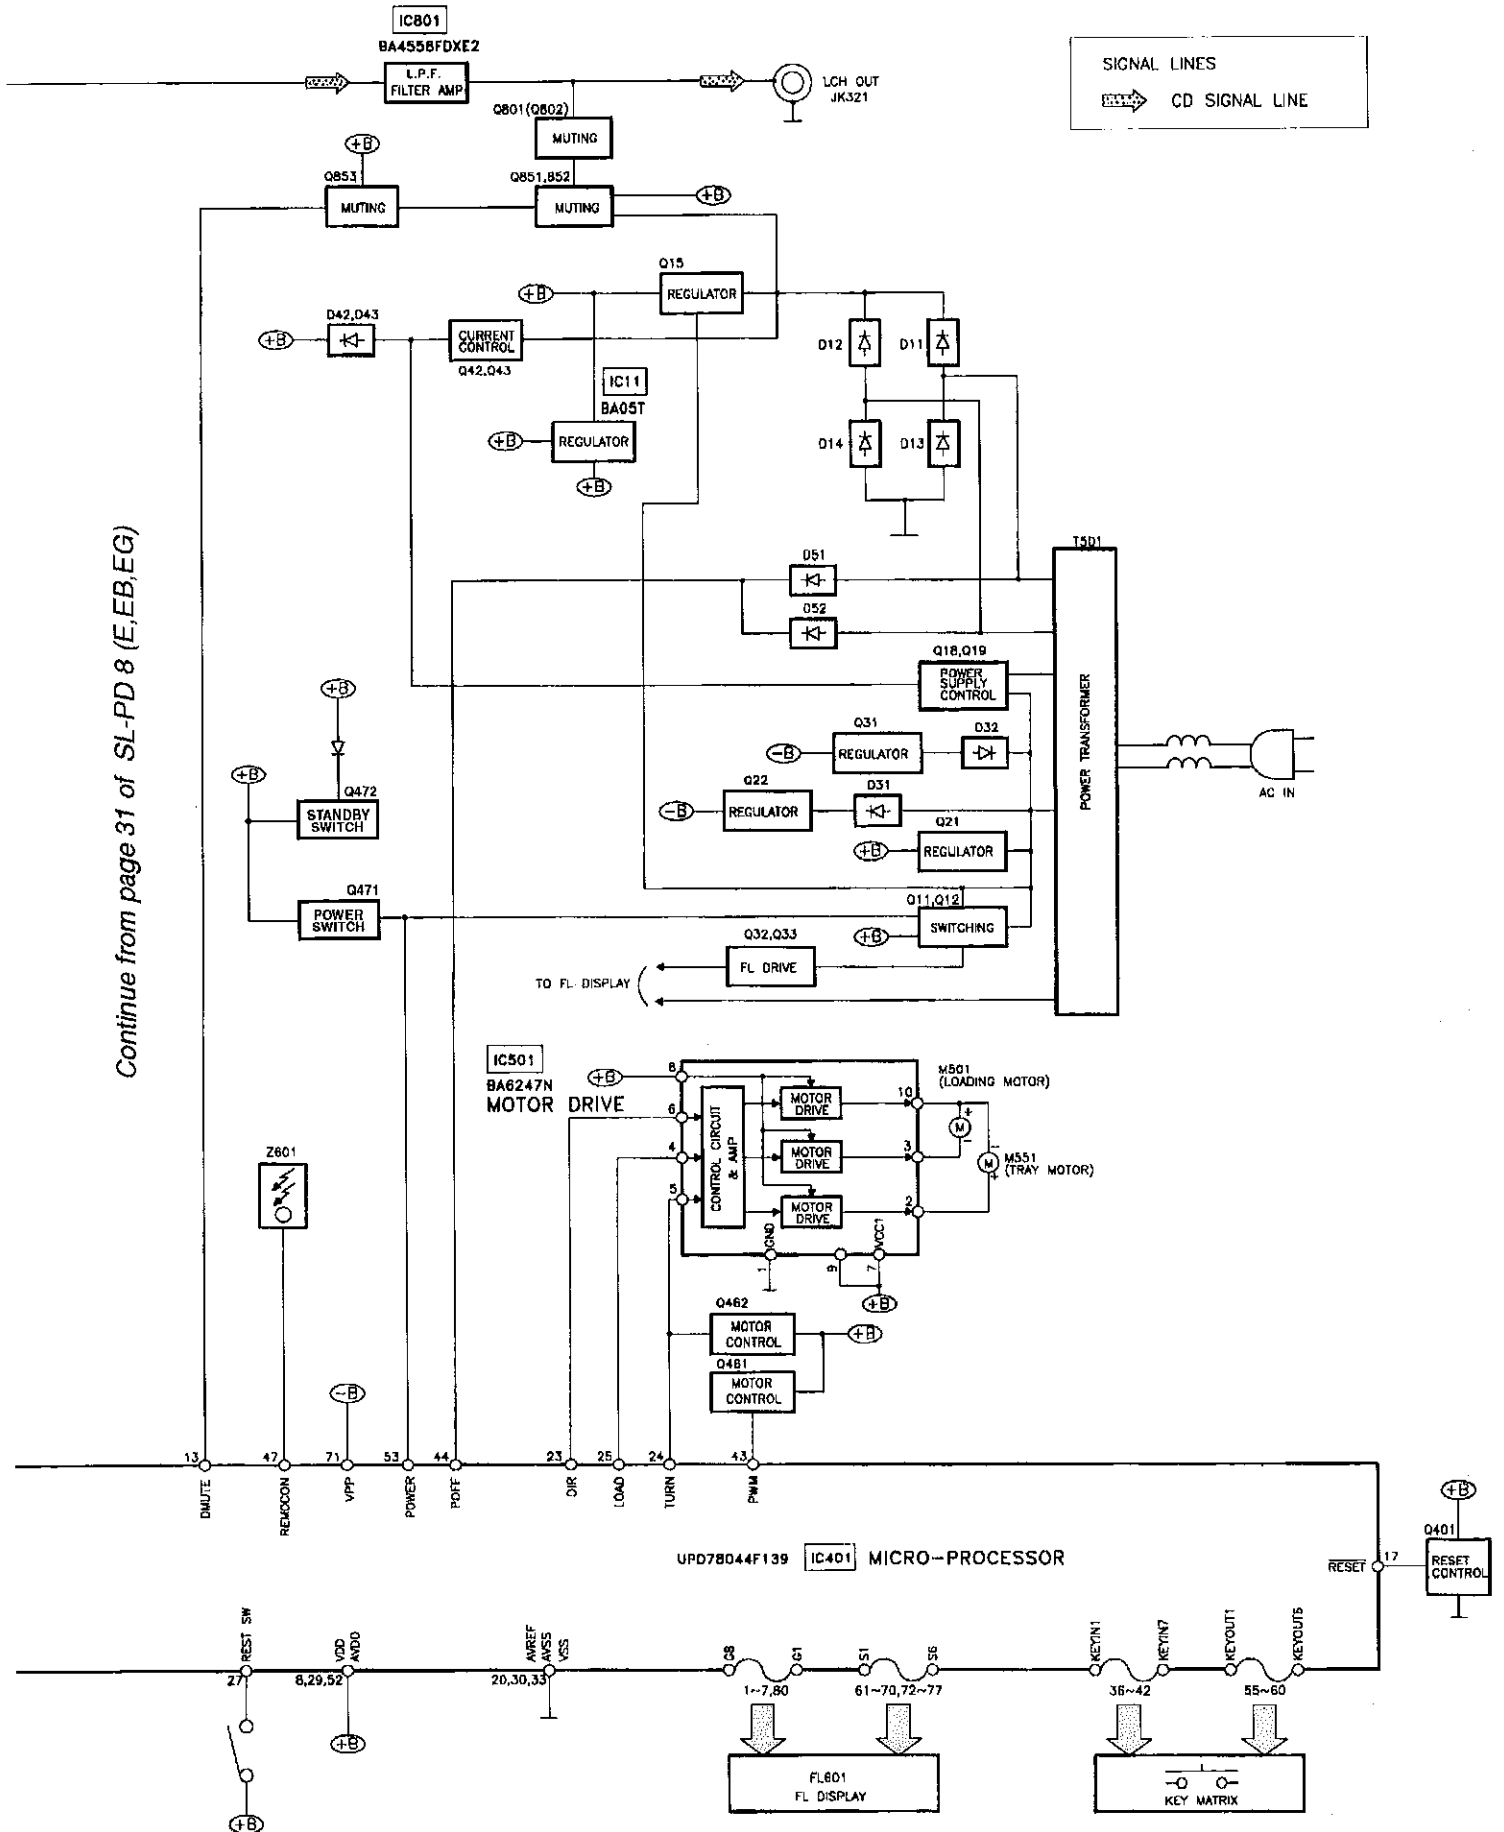 IC801
BA4558FDXE2
L.P.F.
FILTER AMP
LCH OUT
JK321
SIGNAL LINES
CD SIGNAL LINE
Q801(Q802)
MUTING
+B
Q853
MUTING
Q851,852
MUTING
+B
Q15
REGULATOR
+B
D42,D43
+B
CURRENT
CONTROL
Q42,Q43
D12
D11
IC11
BA05T
+B
REGULATOR
+B
D14
D13
Continue from page 31 of SL-PD 8 (E,EB,EG)
T501
POWER TRANSFORMER
D51
D52
Q18,Q19
POWER
SUPPLY
CONTROL
+B
Q31
-B
REGULATOR
D32
AC IN
+B
Q472
STANDBY
SWITCH
Q22
-B
REGULATOR
D31
Q21
+B
REGULATOR
Q471
POWER
SWITCH
Q11,Q12
+B
SWITCHING
Q32,Q33
FL DRIVE
TO FL DISPLAY
IC501
BA6247N
MOTOR DRIVE
+B
8
6
4
5
CONTROL CIRCUIT
& AMP
MOTOR
DRIVE
MOTOR
DRIVE
MOTOR
DRIVE
10
3
2
M501
(LOADING MOTOR)
+
M
-
-
M
+
M551
(TRAY MOTOR)
GND
VCC1
1
9
7
+B
Z601
Q462
MOTOR
CONTROL
+B
Q461
MOTOR
CONTROL
-B
13
47
71
53
44
23
25
24
43
DMUTE
REMOCON
VPP
POWER
POFF
DIR
LOAD
TURN
PWM
UPD78044F139
IC401
MICRO-PROCESSOR
RESET
17
+B
Q401
RESET
CONTROL
REST SW
VDD
AVDD
AVREF
AVSS
VSS
G8
G1
S1
S6
KEYIN1
KEYIN7
KEYOUT1
KEYOUT6
27
8,29,52
20,30,33
1~7,80
61~70,72~77
36~42
55~60
+B
+B
FL601
FL DISPLAY
KEY MATRIX